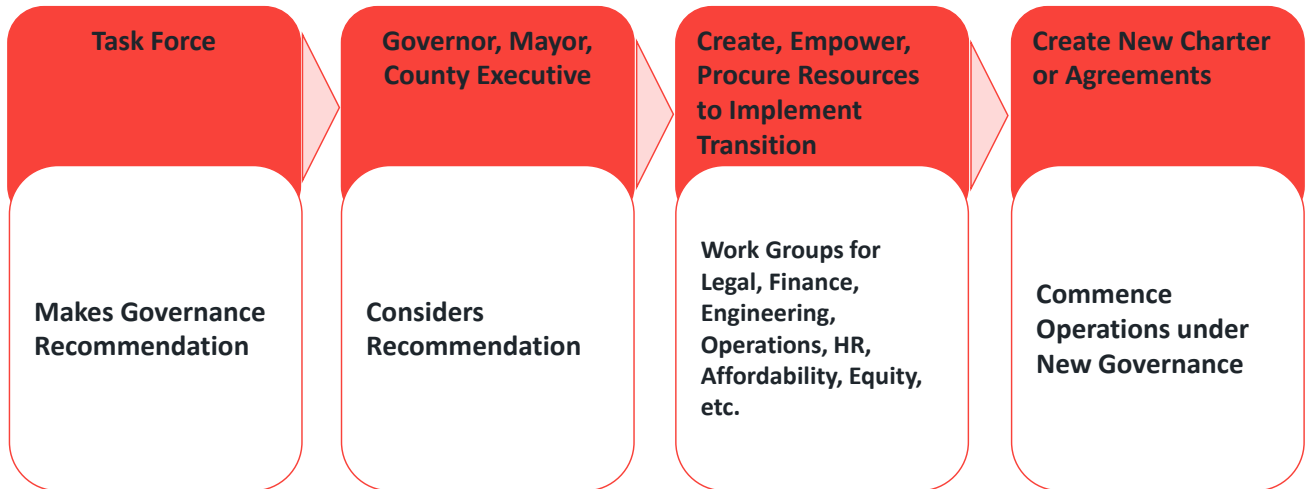 Task Force
Makes Governance
Recommendation
Governor, Mayor,
County Executive
Considers
Recommendation
Create, Empower,
Procure Resources
to Implement
Transition
Work Groups for
Legal, Finance,
Engineering,
Operations, HR,
Affordability, Equity,
etc.
Create New Charter
or Agreements
Commence
Operations under
New Governance